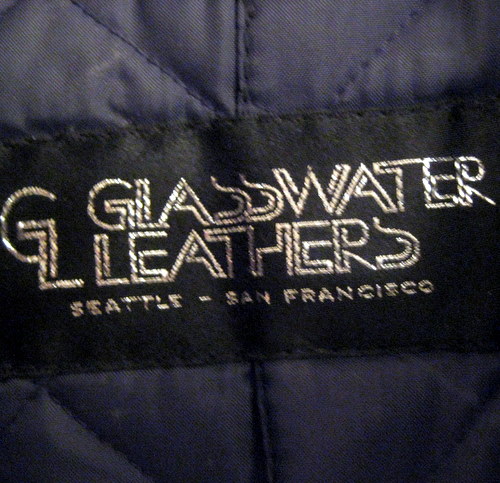 GL GLASSWATER
LEATHERS
SEATTLE - SAN FRANCISCO